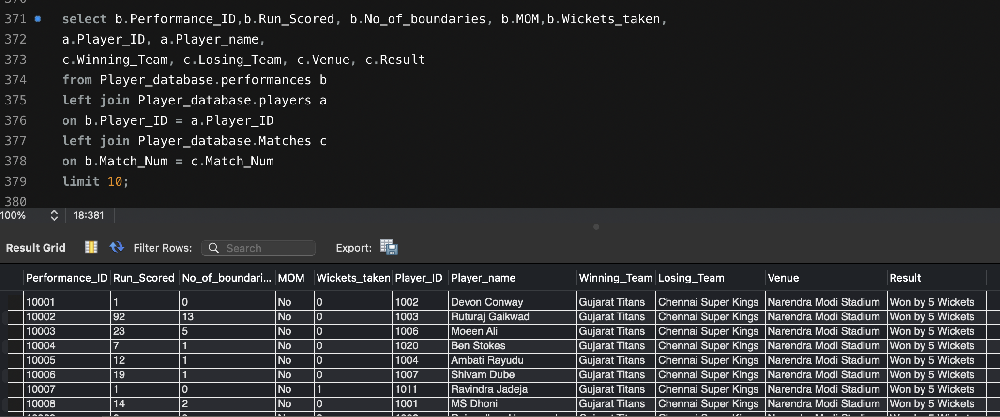 370
371 select b.Performance_ID,b.Run_Scored, b.No_of_boundaries, b.MOM,b.Wickets_taken,
372 a.Player_ID, a.Player_name,
373 c.Winning_Team, c.Losing_Team, c.Venue, c.Result
374 from Player_database.performances b
375 left join Player_database.players a
376 on b.Player_ID = a.Player_ID
377 left join Player_database.Matches c
378 on b.Match_Num = c.Match_Num
379 limit 10;
380
100% 18:381
Result Grid Filter Rows: Search Export:
Performance_ID Run_Scored No_of_boundari... MOM Wickets_taken Player_ID Player_name Winning_Team Losing_Team Venue Result
10001 1 0 No 0 1002 Devon Conway Gujarat Titans Chennai Super Kings Narendra Modi Stadium Won by 5 Wickets
10002 92 13 No 0 1003 Ruturaj Gaikwad Gujarat Titans Chennai Super Kings Narendra Modi Stadium Won by 5 Wickets
10003 23 5 No 0 1006 Moeen Ali Gujarat Titans Chennai Super Kings Narendra Modi Stadium Won by 5 Wickets
10004 7 1 No 0 1020 Ben Stokes Gujarat Titans Chennai Super Kings Narendra Modi Stadium Won by 5 Wickets
10005 12 1 No 0 1004 Ambati Rayudu Gujarat Titans Chennai Super Kings Narendra Modi Stadium Won by 5 Wickets
10006 19 1 No 0 1007 Shivam Dube Gujarat Titans Chennai Super Kings Narendra Modi Stadium Won by 5 Wickets
10007 1 0 No 1 1011 Ravindra Jadeja Gujarat Titans Chennai Super Kings Narendra Modi Stadium Won by 5 Wickets
10008 14 2 No 0 1001 MS Dhoni Gujarat Titans Chennai Super Kings Narendra Modi Stadium Won by 5 Wickets